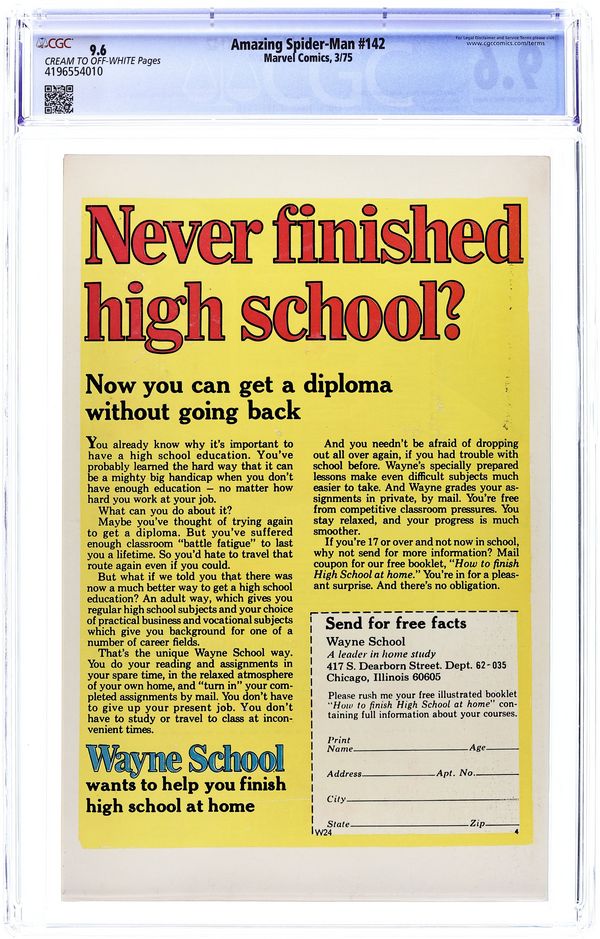 CGC 9.6
CREAM TO OFF-WHITE Pages
4196554010
Amazing Spider-Man #142
Marvel Comics, 3/75
For Legal Disclaimer and Service Terms please visit
www.cgccomics.com/terms
Never finished
high school?
Now you can get a diploma
without going back
You already know why it's important to
have a high school education. You've
probably learned the hard way that it can
be a mighty big handicap when you don't
have enough education — no matter how
hard you work at your job.
What can you do about it?
Maybe you've thought of trying again
to get a diploma. But you've suffered
enough classroom "battle fatigue" to last
you a lifetime. So you'd hate to travel that
route again even if you could.
But what if we told you that there was
now a much better way to get a high school
education? An adult way, which gives you
regular high school subjects and your choice
of practical business and vocational subjects
which give you background for one of a
number of career fields.
That's the unique Wayne School way.
You do your reading and assignments in
your spare time, in the relaxed atmosphere
of your own home, and "turn in" your com-
pleted assignments by mail. You don't have
to give up your present job. You don't
have to study or travel to class at incon-
venient times.
Wayne School
wants to help you finish
high school at home
And you needn't be afraid of dropping
out all over again, if you had trouble with
school before. Wayne's specially prepared
lessons make even difficult subjects much
easier to take. And Wayne grades your as-
signments in private, by mail. You're free
from competitive classroom pressures. You
stay relaxed, and your progress is much
smoother.
If you're 17 or over and not now in school,
why not send for more information? Mail
coupon for our free booklet, "How to finish
High School at home." You're in for a pleas-
ant surprise. And there's no obligation.
Send for free facts
Wayne School
A leader in home study
417 S. Dearborn Street. Dept. 62-035
Chicago, Illinois 60605
Please rush me your free illustrated booklet
"How to finish High School at home" con-
taining full information about your courses.
Print
Name Age
Address Apt. No.
City
State Zip
W24 4